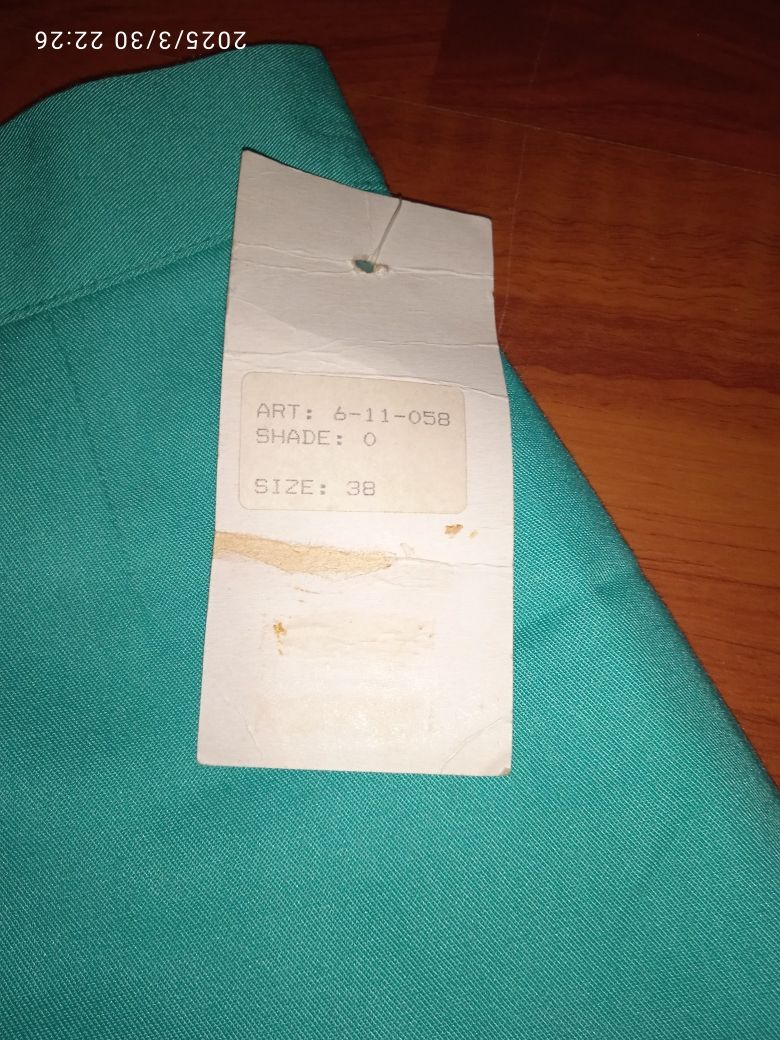 2025/3/30 22:26
ART: 6-11-058
SHADE: 0
SIZE: 38